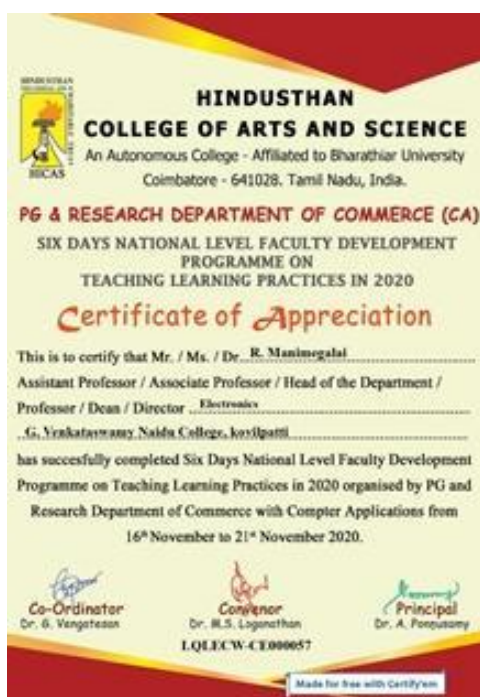 HINDUSTHAN
COLLEGE OF ARTS AND SCIENCE
An Autonomous College - Affiliated to Bharathiar University
Coimbatore - 641028. Tamil Nadu, India.
HICAS
PG & RESEARCH DEPARTMENT OF COMMERCE (CA)
SIX DAYS NATIONAL LEVEL FACULTY DEVELOPMENT
PROGRAMME ON
TEACHING LEARNING PRACTICES IN 2020
Certificate of Appreciation
This is to certify that Mr. / Ms. / Dr. R. Manimegalai
Assistant Professor / Associate Professor / Head of the Department /
Professor / Dean / Director Electronics
G. Venkataswamy Naidu College, kovilpatti
has succesfully completed Six Days National Level Faculty Development
Programme on Teaching Learning Practices in 2020 organised by PG and
Research Department of Commerce with Compter Applications from
16th November to 21st November 2020.
Co-Ordinator Convenor Principal
Dr. G. Vengatesan Dr. M.S. Loganathan Dr. A. Ponnusamy
LQLECW-CE000057
Made for free with Certify'em